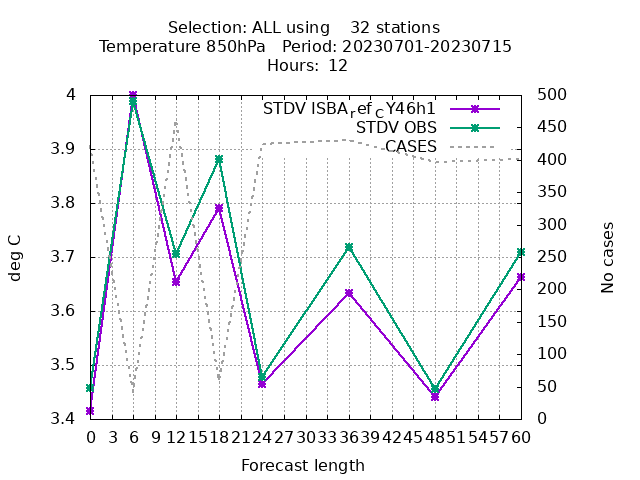 Selection: ALL using    32 stations
Temperature 850hPa   Period: 20230701-20230715
Hours:  12
STDV ISBA_ref_CY46h1
STDV OBS
CASES
4
3.9
3.8
3.7
3.6
3.5
3.4
deg C
500
450
400
350
300
250
200
150
100
50
0
No cases
0 3 6 9 12 15 18 21 24 27 30 33 36 39 42 45 48 51 54 57 60
Forecast length